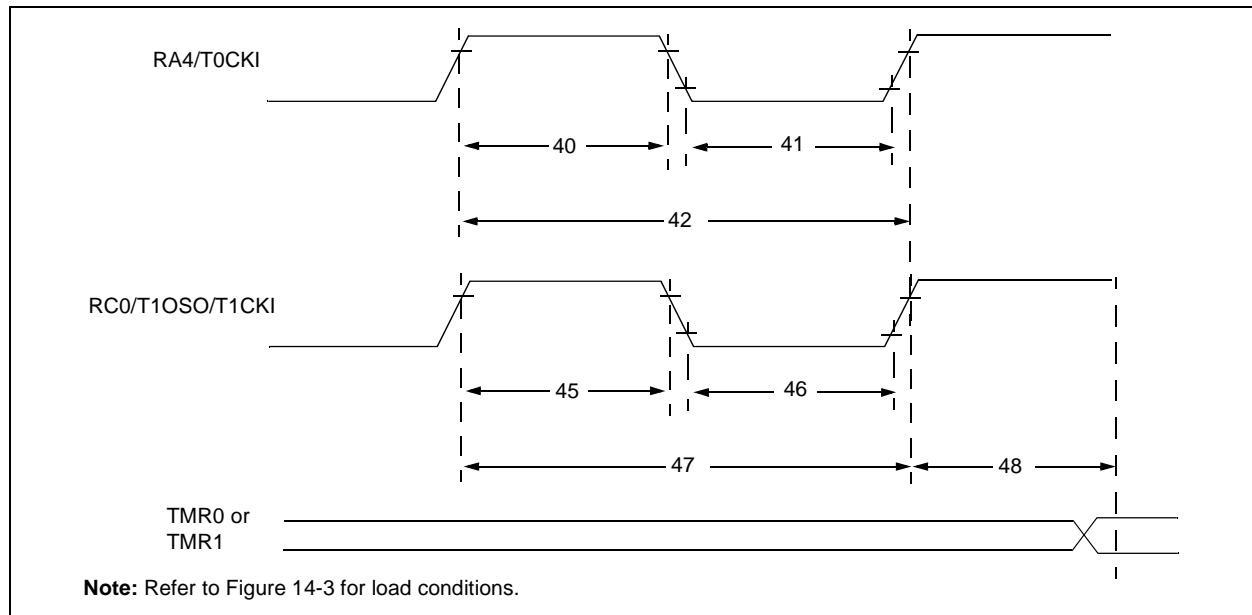 RA4/T0CKI
40
41
42
RC0/T1OSO/T1CKI
45
46
47
48
TMR0 or
TMR1
Note: Refer to Figure 14-3 for load conditions.